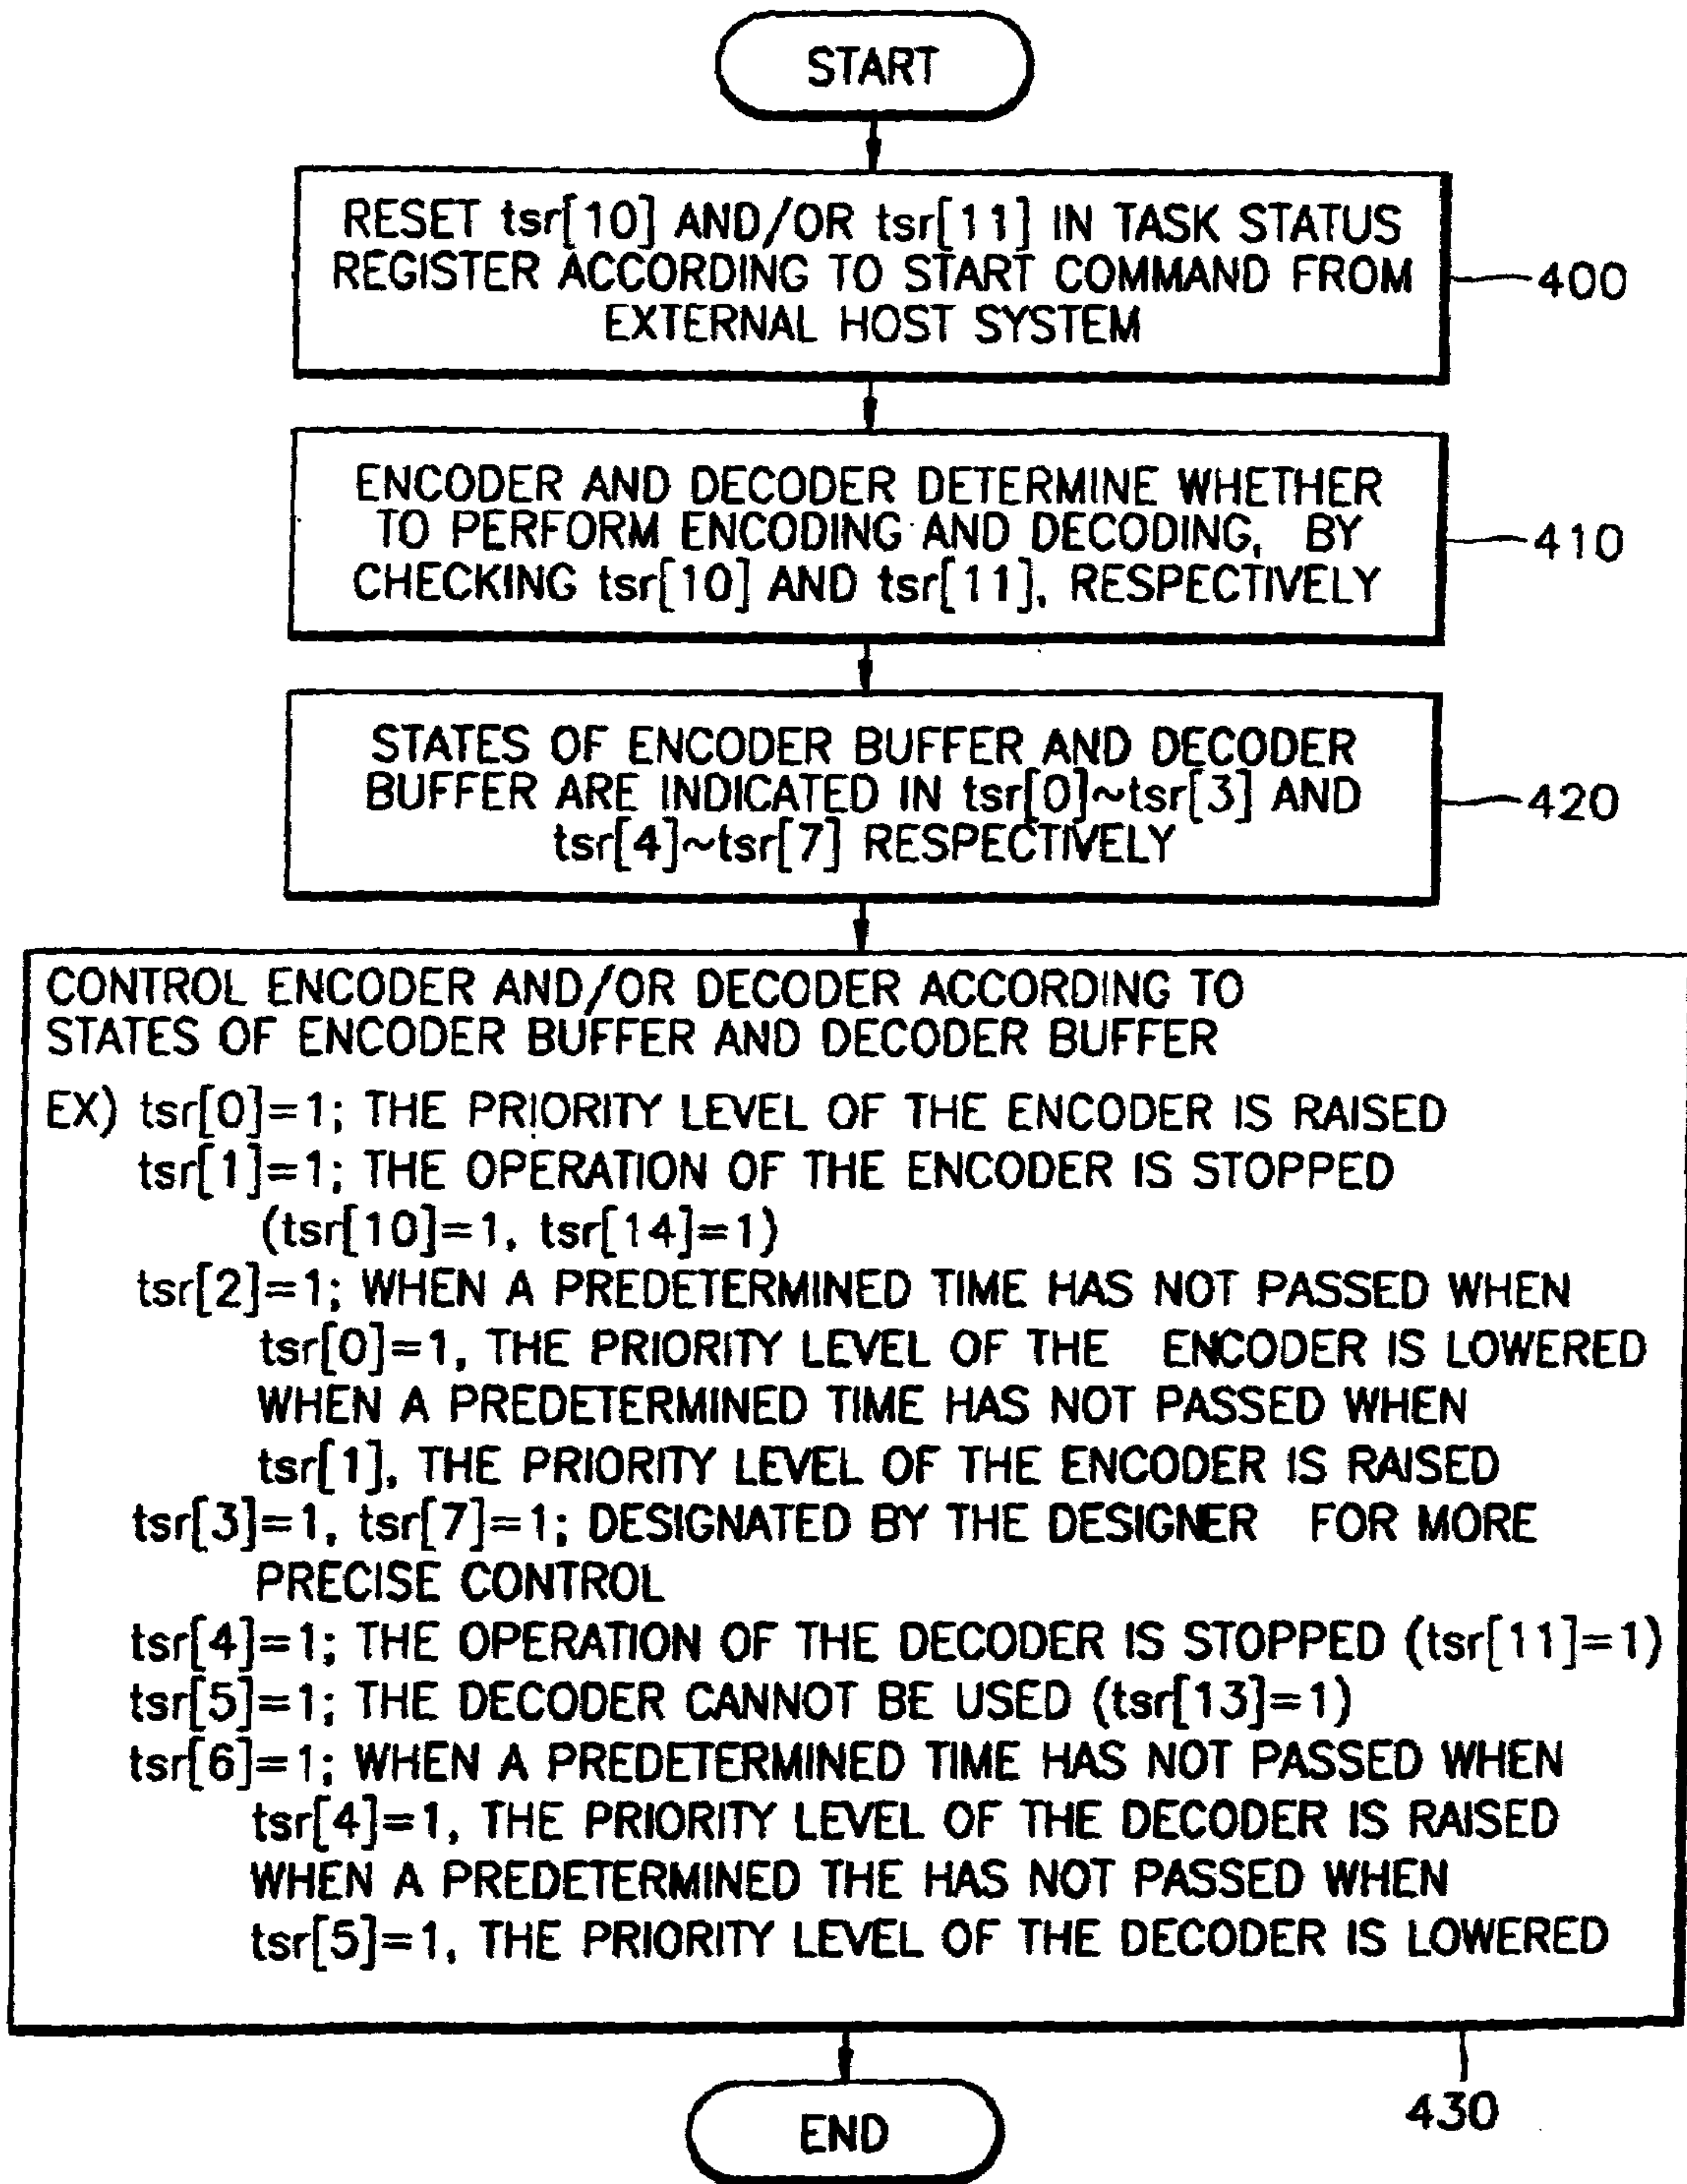 START
RESET tsr[10] AND/OR tsr[11] IN TASK STATUS
REGISTER ACCORDING TO START COMMAND FROM
EXTERNAL HOST SYSTEM
400
ENCODER AND DECODER DETERMINE WHETHER
TO PERFORM ENCODING AND DECODING, BY
CHECKING tsr[10] AND tsr[11], RESPECTIVELY
410
STATES OF ENCODER BUFFER AND DECODER
BUFFER ARE INDICATED IN tsr[0]~tsr[3] AND
tsr[4]~tsr[7] RESPECTIVELY
420
CONTROL ENCODER AND/OR DECODER ACCORDING TO
STATES OF ENCODER BUFFER AND DECODER BUFFER
EX) tsr[0]=1; THE PRIORITY LEVEL OF THE ENCODER IS RAISED
tsr[1]=1; THE OPERATION OF THE ENCODER IS STOPPED
(tsr[10]=1, tsr[14]=1)
tsr[2]=1; WHEN A PREDETERMINED TIME HAS NOT PASSED WHEN
tsr[0]=1, THE PRIORITY LEVEL OF THE ENCODER IS LOWERED
WHEN A PREDETERMINED TIME HAS NOT PASSED WHEN
tsr[1], THE PRIORITY LEVEL OF THE ENCODER IS RAISED
tsr[3]=1, tsr[7]=1; DESIGNATED BY THE DESIGNER FOR MORE
PRECISE CONTROL
tsr[4]=1; THE OPERATION OF THE DECODER IS STOPPED (tsr[11]=1)
tsr[5]=1; THE DECODER CANNOT BE USED (tsr[13]=1)
tsr[6]=1; WHEN A PREDETERMINED TIME HAS NOT PASSED WHEN
tsr[4]=1, THE PRIORITY LEVEL OF THE DECODER IS RAISED
WHEN A PREDETERMINED THE HAS NOT PASSED WHEN
tsr[5]=1, THE PRIORITY LEVEL OF THE DECODER IS LOWERED
430
END